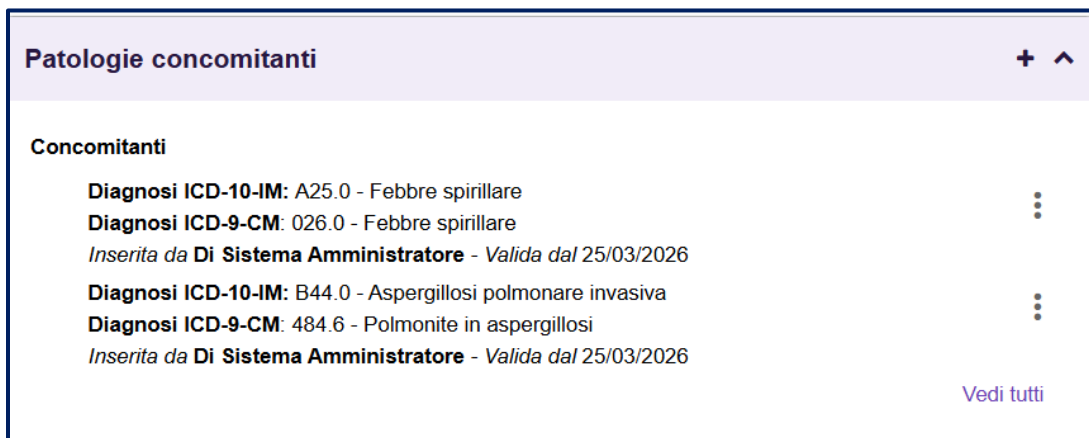 Patologie concomitanti
Concomitanti
Diagnosi ICD-10-IM: A25.0 - Febbre spirillare
Diagnosi ICD-9-CM: 026.0 - Febbre spirillare
Inserita da Di Sistema Amministratore - Valida dal 25/03/2026
Diagnosi ICD-10-IM: B44.0 - Aspergillosi polmonare invasiva
Diagnosi ICD-9-CM: 484.6 - Polmonite in aspergillosi
Inserita da Di Sistema Amministratore - Valida dal 25/03/2026
Vedi tutti